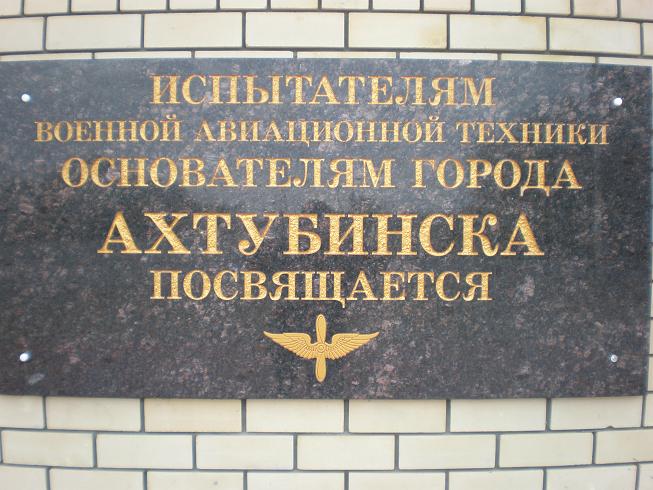 ИСПЫТАТЕЛЯМ
ВОЕННОЙ АВИАЦИОННОЙ ТЕХНИКИ
ОСНОВАТЕЛЯМ ГОРОДА
АХТУБИНСКА
ПОСВЯЩАЕТСЯ